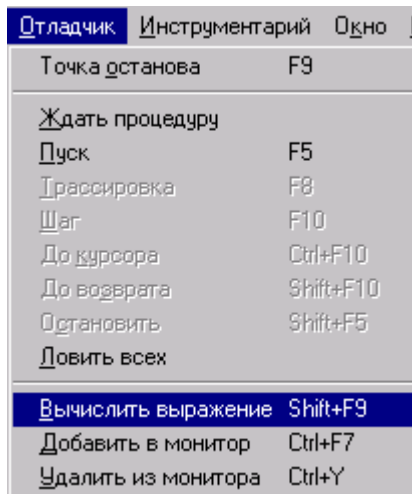 Отладчик Инструментарий Окно
Точка останова F9
Ждать процедуру
Пуск F5
Трассировка F8
Шаг F10
До курсора Ctrl+F10
До возврата Shift+F10
Остановить Shift+F5
Ловить всех
Вычислить выражение Shift+F9
Добавить в монитор Ctrl+F7
Удалить из монитора Ctrl+Y